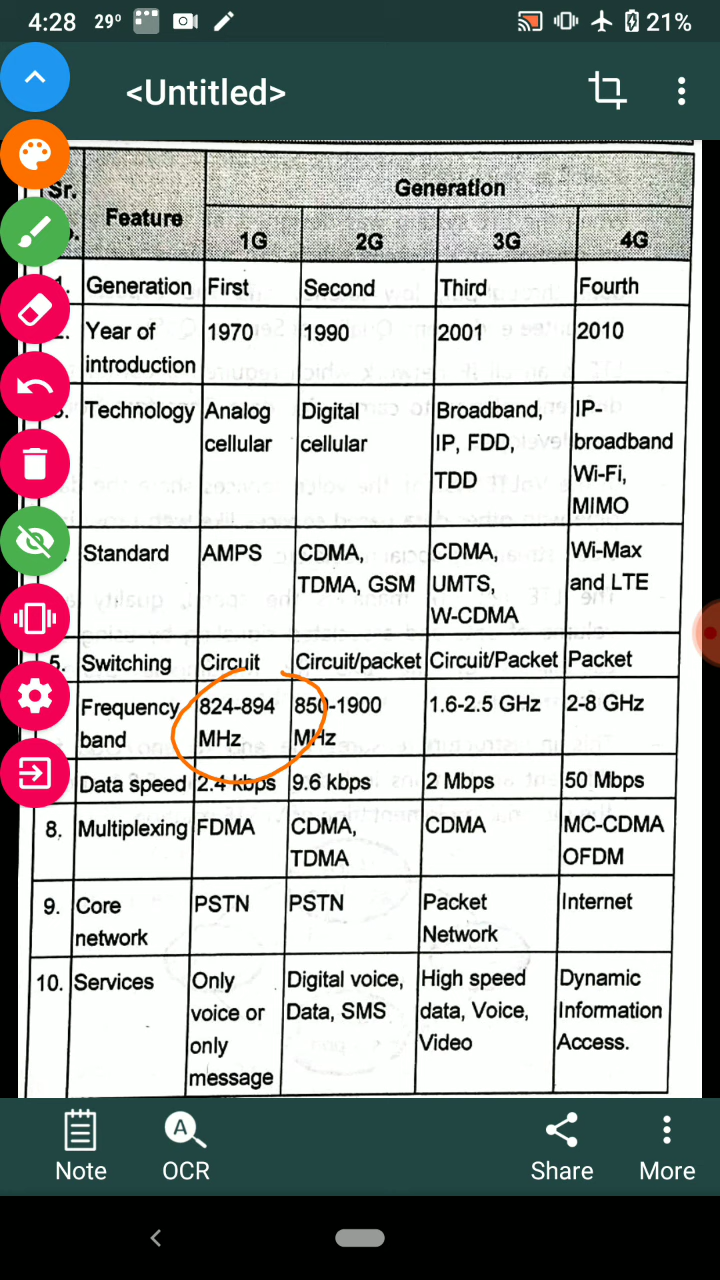 4:28 29° 21%
<Untitled>
Sr. Feature Generation
1G 2G 3G 4G
Generation First Second Third Fourth
Year of introduction 1970 1990 2001 2010
Technology Analog cellular Digital cellular Broadband, IP, FDD, TDD IP-broadband Wi-Fi, MIMO
Standard AMPS CDMA, TDMA, GSM CDMA, UMTS, W-CDMA Wi-Max and LTE
5. Switching Circuit Circuit/packet Circuit/Packet Packet
Frequency band 824-894 MHz 850-1900 MHz 1.6-2.5 GHz 2-8 GHz
Data speed 2.4 kbps 9.6 kbps 2 Mbps 50 Mbps
8. Multiplexing FDMA CDMA, TDMA CDMA MC-CDMA OFDM
9. Core network PSTN PSTN Packet Network Internet
10. Services Only voice or only message Digital voice, Data, SMS High speed data, Voice, Video Dynamic Information Access.
Note OCR Share More